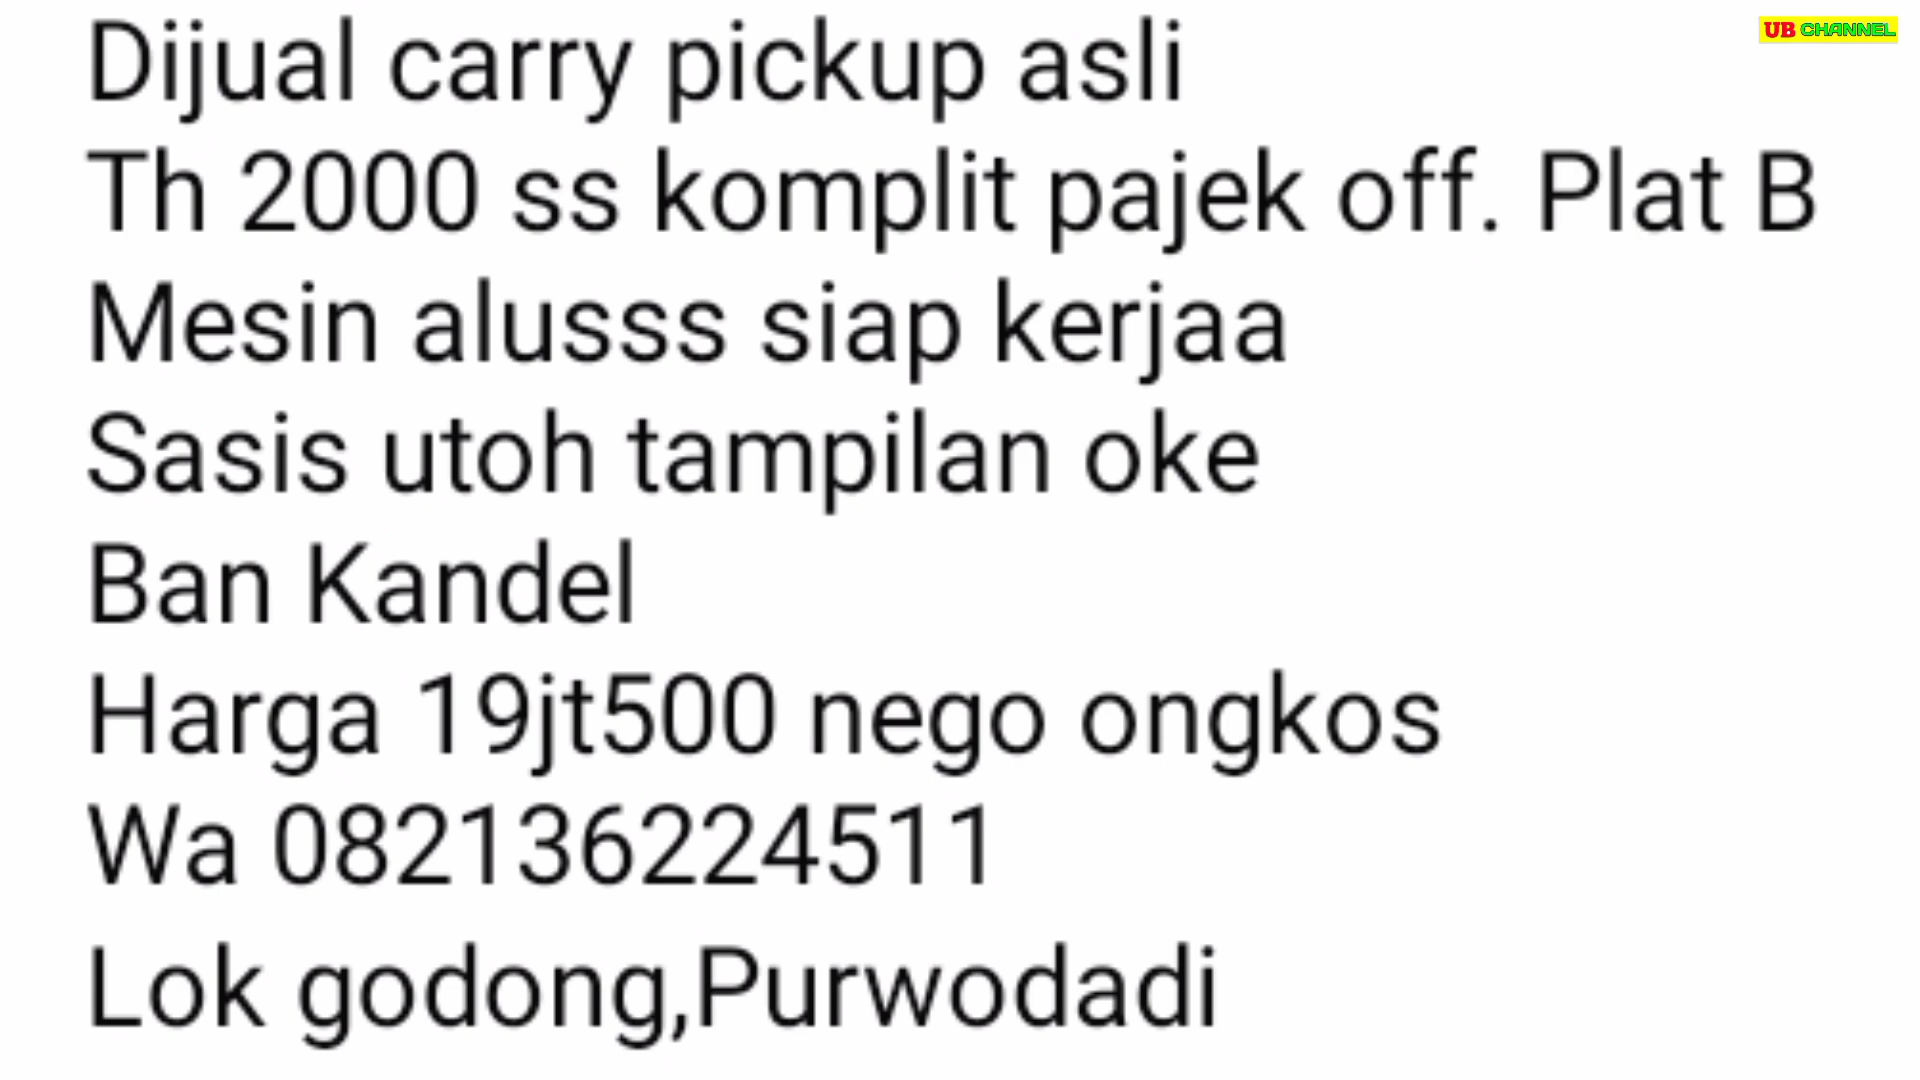 UB CHANNEL
Dijual carry pickup asli
Th 2000 ss komplit pajek off. Plat B
Mesin alusss siap kerjaa
Sasis utoh tampilan oke
Ban Kandel
Harga 19jt500 nego ongkos
Wa 082136224511
Lok godong,Purwodadi